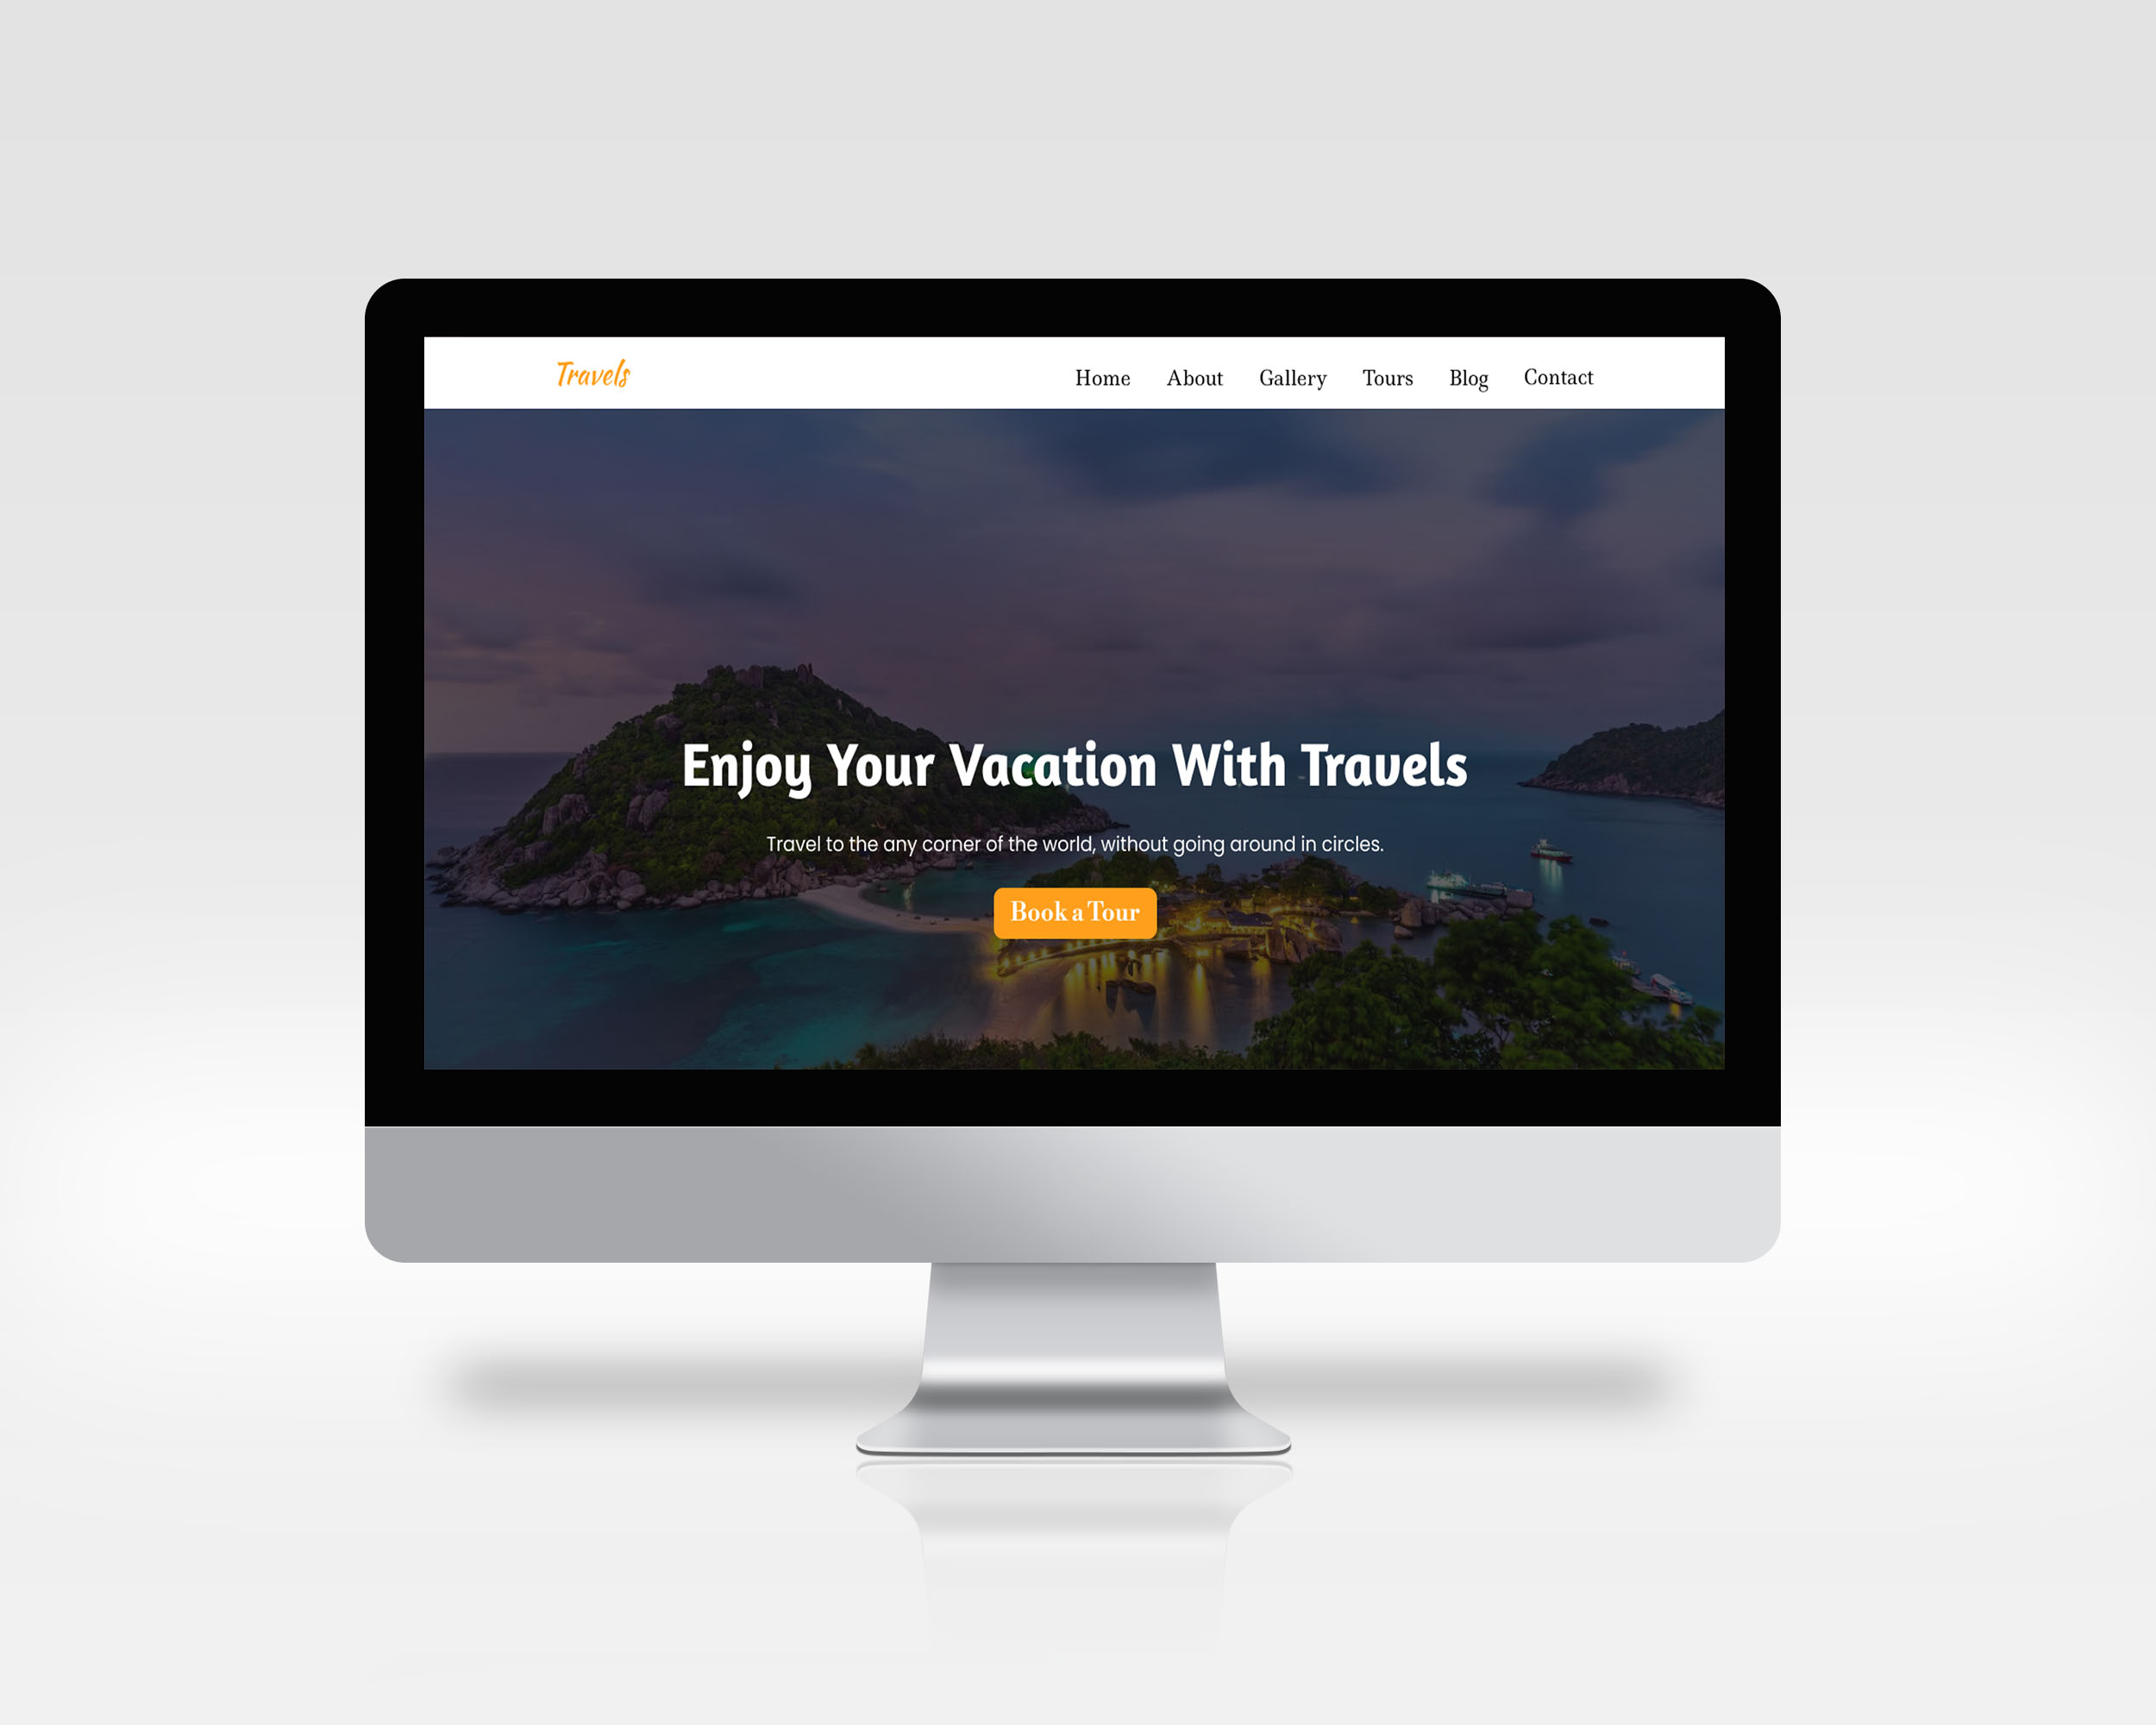 Travels
Home About Gallery Tours Blog Contact
Enjoy Your Vacation With Travels
Travel to the any corner of the world, without going around in circles.
Book a Tour